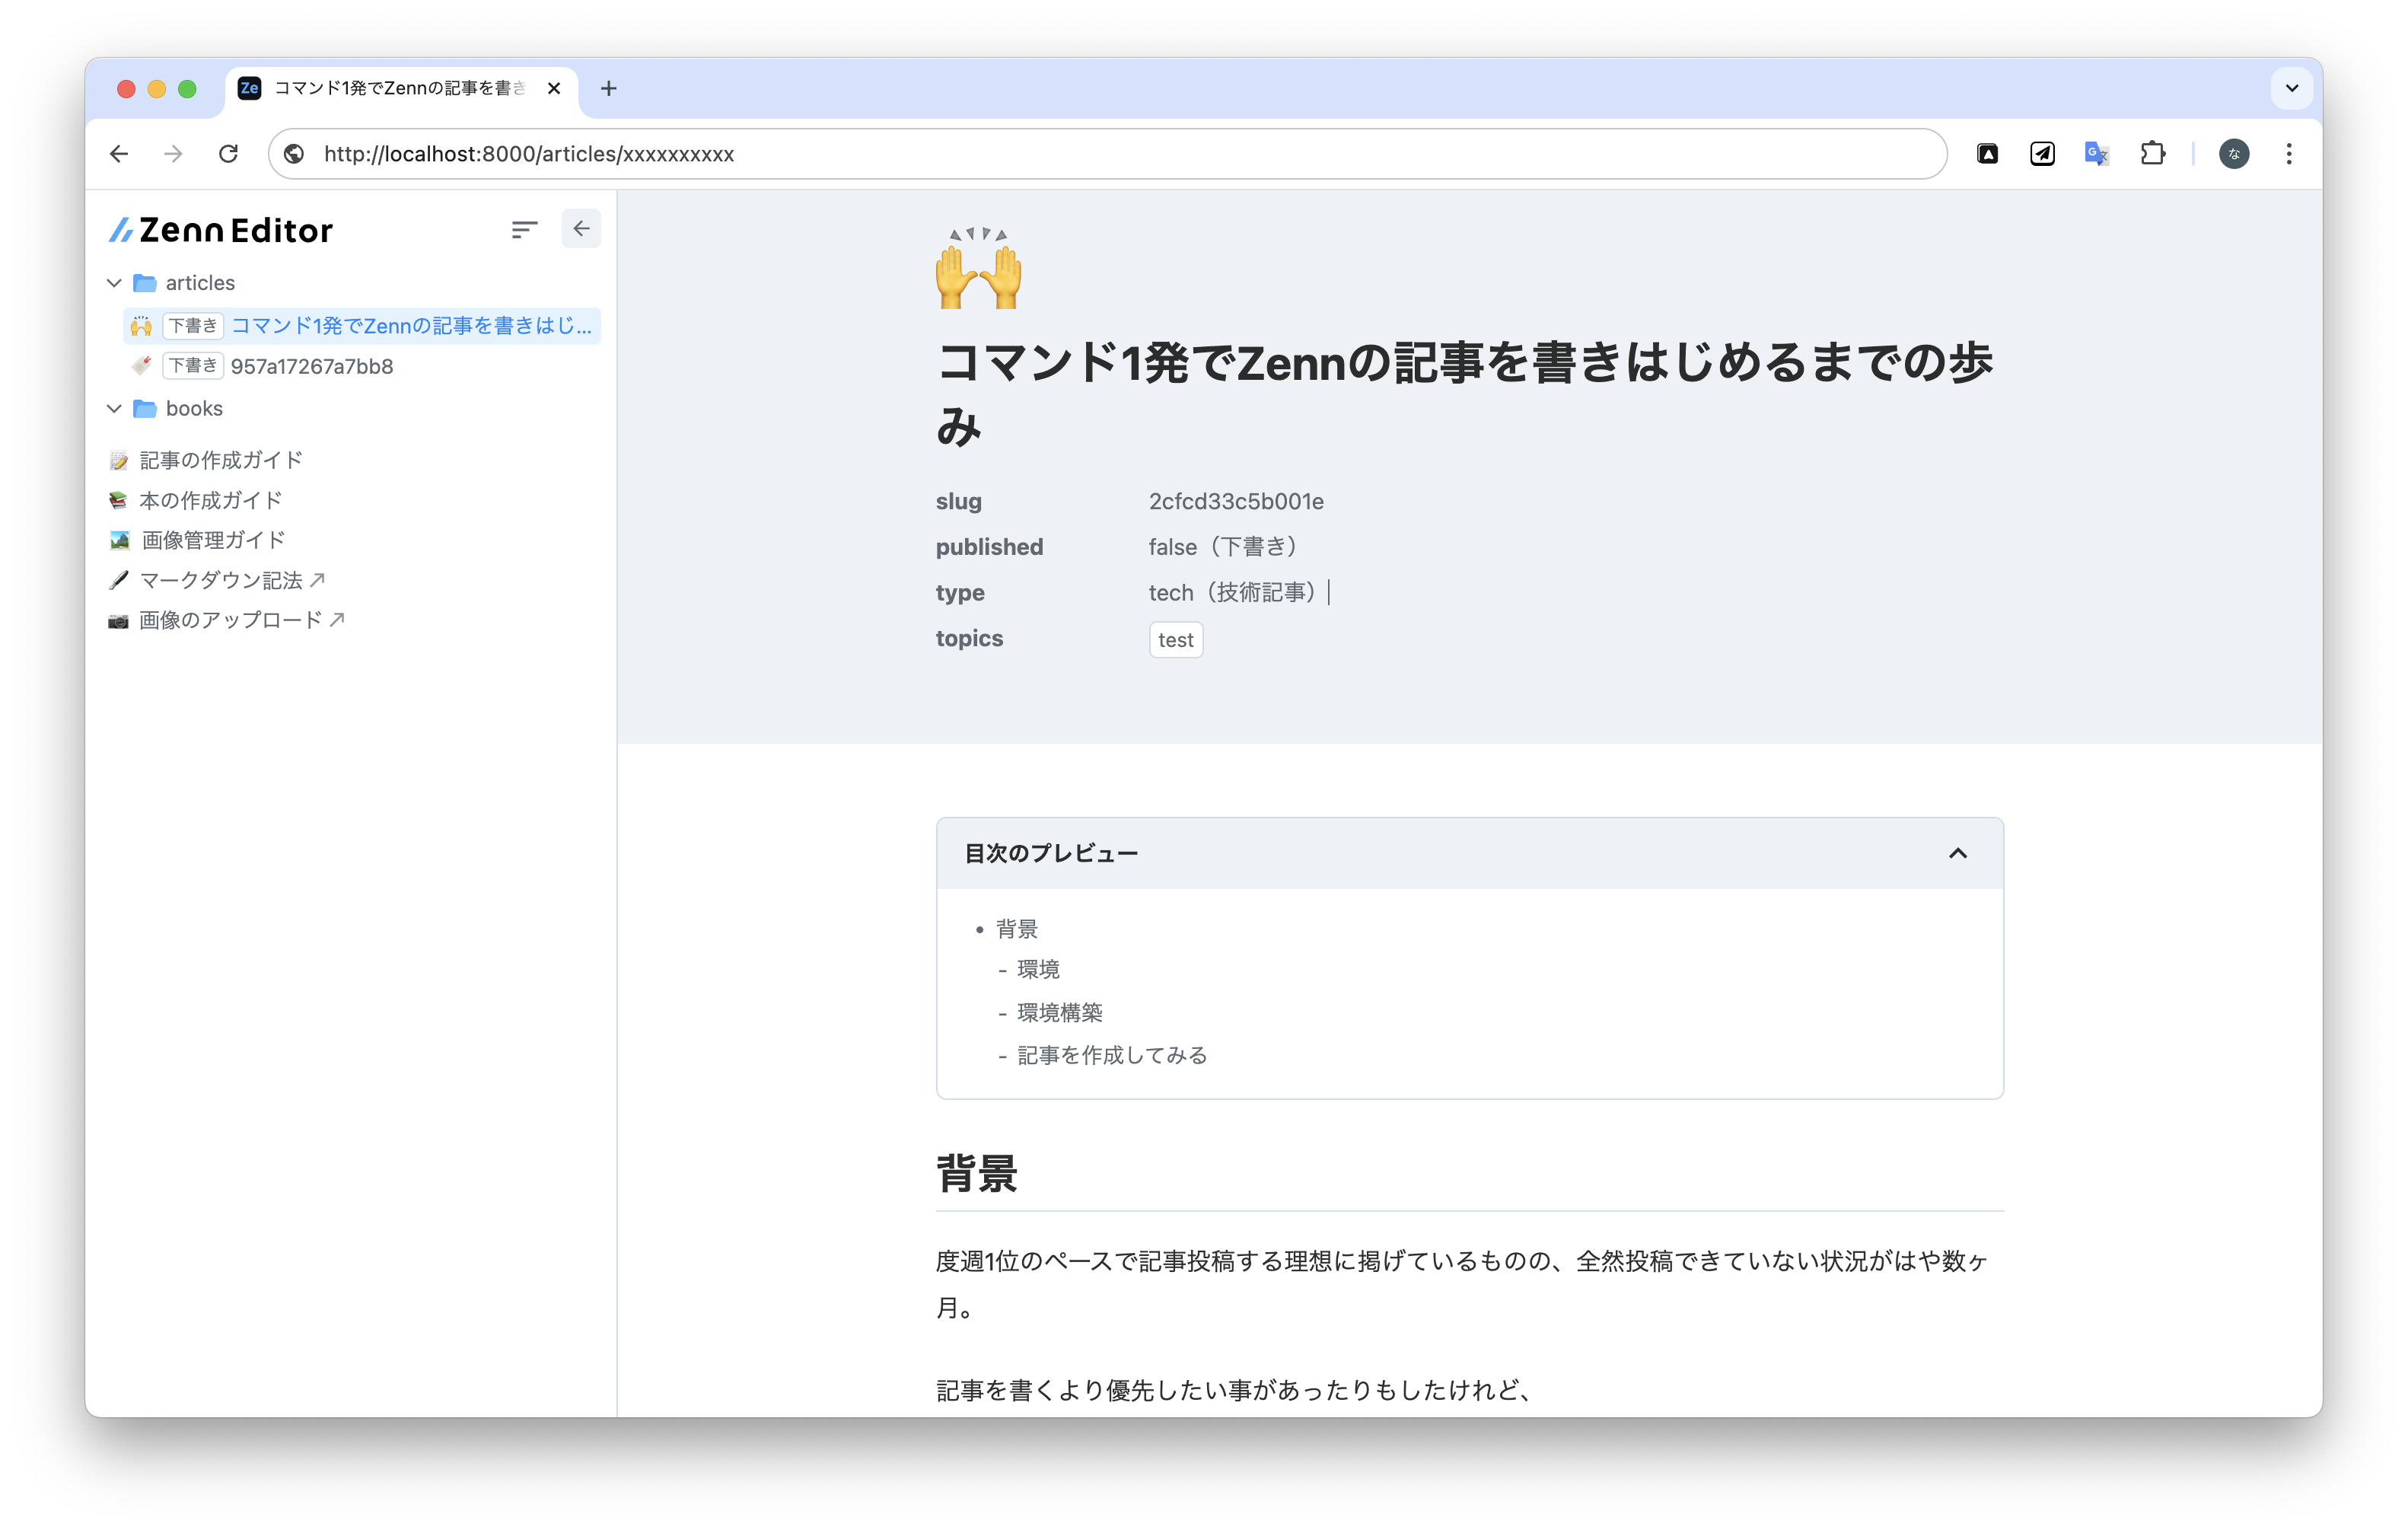 Ze コマンド1発でZennの記事を書き
http://localhost:8000/articles/xxxxxxxxxx
な
Zenn Editor
articles
下書き コマンド1発でZennの記事を書きはじ...
下書き 957a17267a7bb8
books
記事の作成ガイド
本の作成ガイド
画像管理ガイド
マークダウン記法
画像のアップロード
コマンド1発でZennの記事を書きはじめるまでの歩
み
slug 2cfcd33c5b001e
published false（下書き）
type tech（技術記事）
topics test
目次のプレビュー
• 背景
- 環境
- 環境構築
- 記事を作成してみる
背景
度週1位のペースで記事投稿する理想に掲げているものの、全然投稿できていない状況がはや数ヶ
月。
記事を書くより優先したい事があったりもしたけれど、